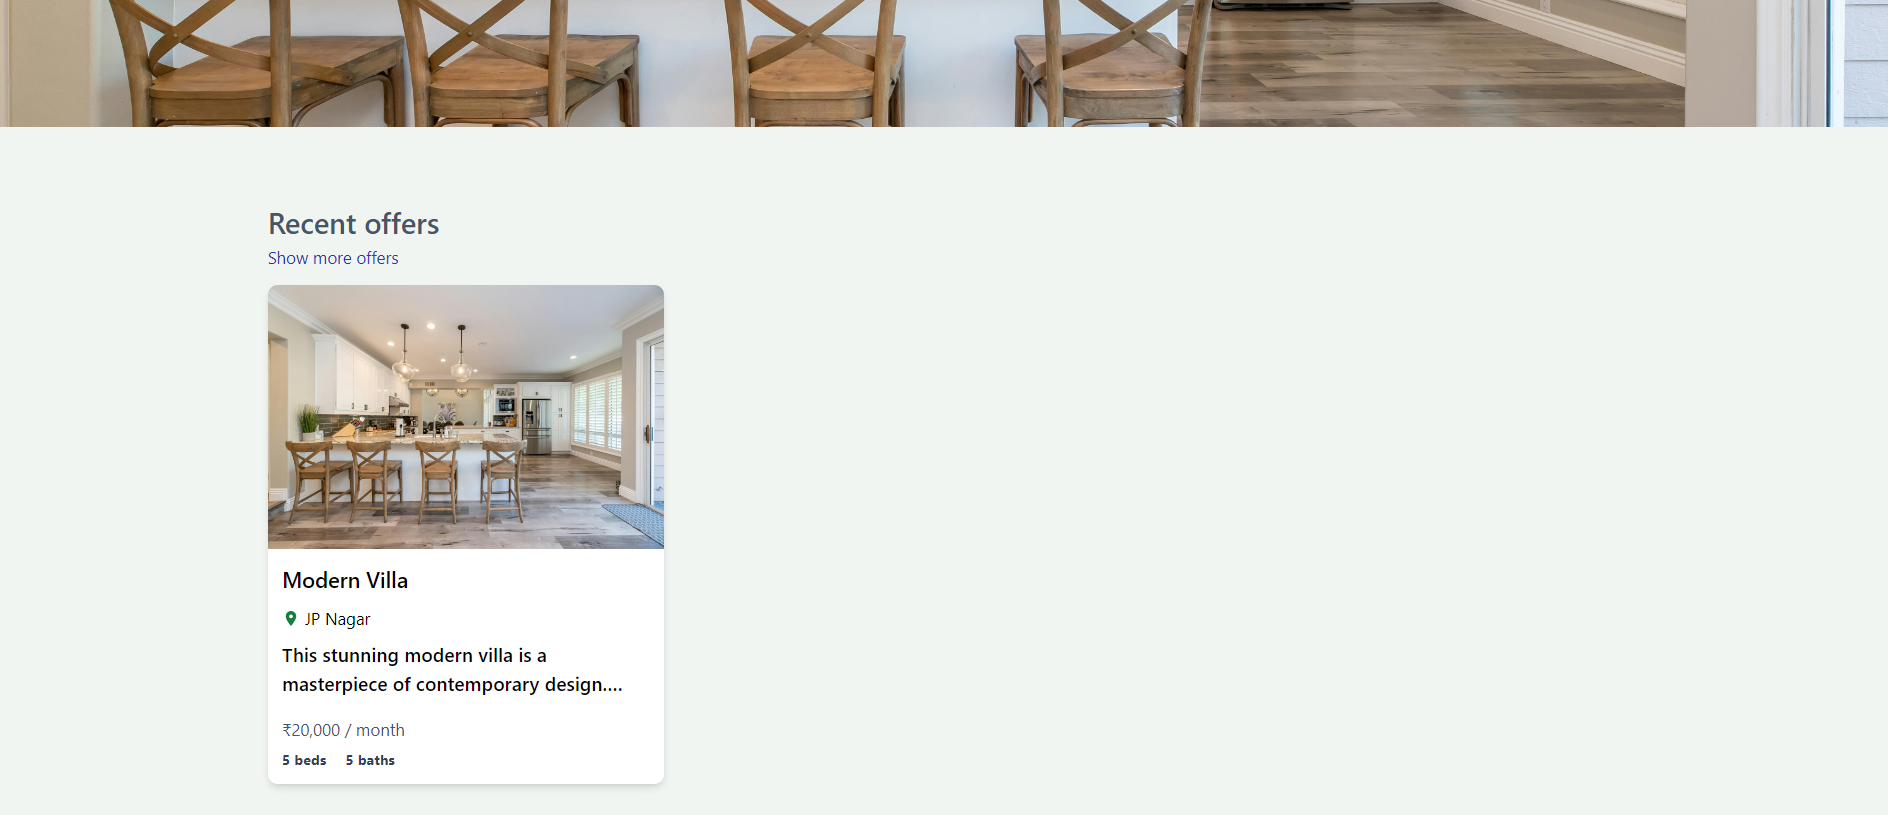 Recent offers
Show more offers
Modern Villa
JP Nagar
This stunning modern villa is a
masterpiece of contemporary design....
₹20,000 / month
5 beds 5 baths